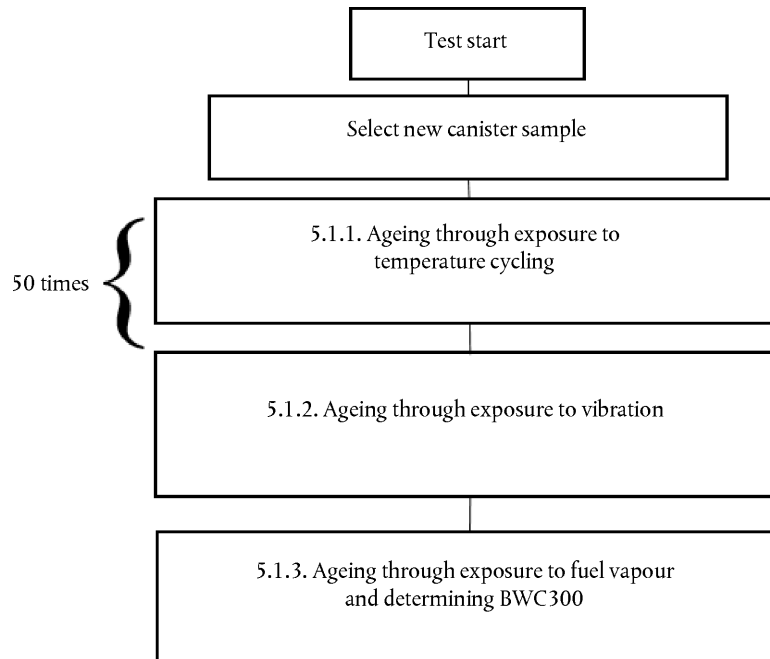 Test start
Select new canister sample
5.1.1. Ageing through exposure to
temperature cycling
50 times
5.1.2. Ageing through exposure to vibration
5.1.3. Ageing through exposure to fuel vapour
and determining BWC300